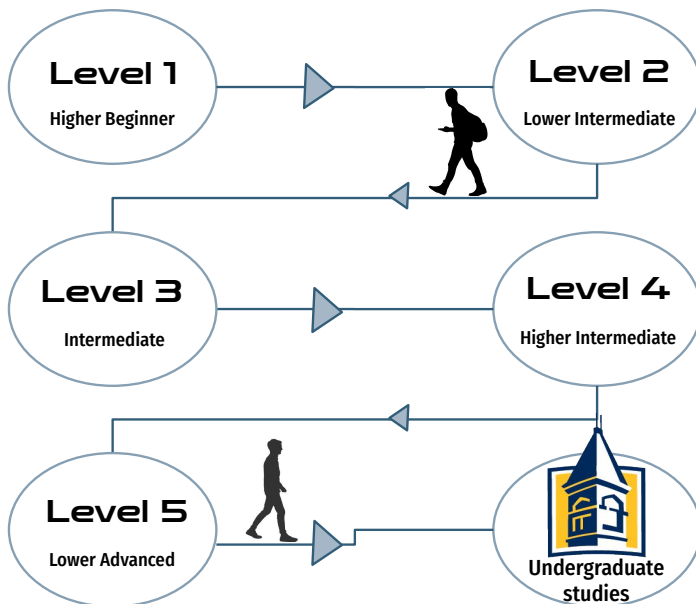 Level 1
Higher Beginner
Level 2
Lower Intermediate
Level 3
Intermediate
Level 4
Higher Intermediate
Level 5
Lower Advanced
Undergraduate
studies